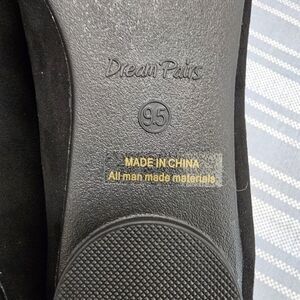 Dream Pairs
9.5
MADE IN CHINA
All man made materials